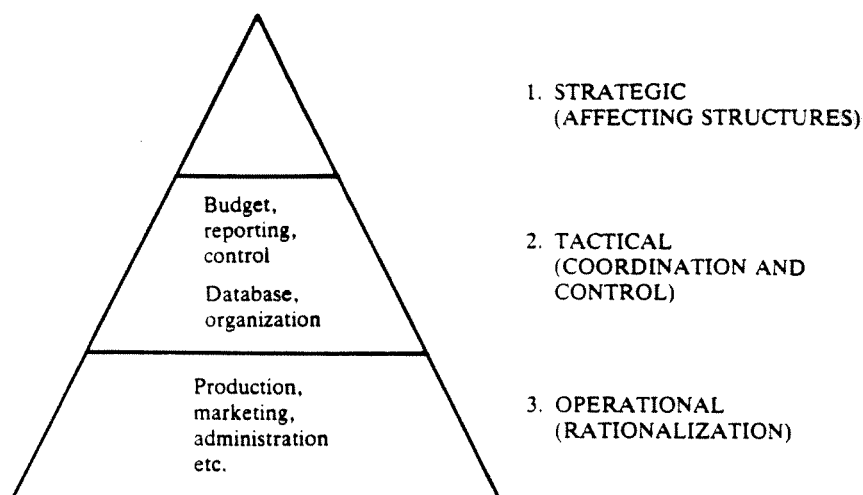 1. STRATEGIC
(AFFECTING STRUCTURES)
Budget,
reporting,
control
Database,
organization
2. TACTICAL
(COORDINATION AND
CONTROL)
Production,
marketing,
administration
etc.
3. OPERATIONAL
(RATIONALIZATION)